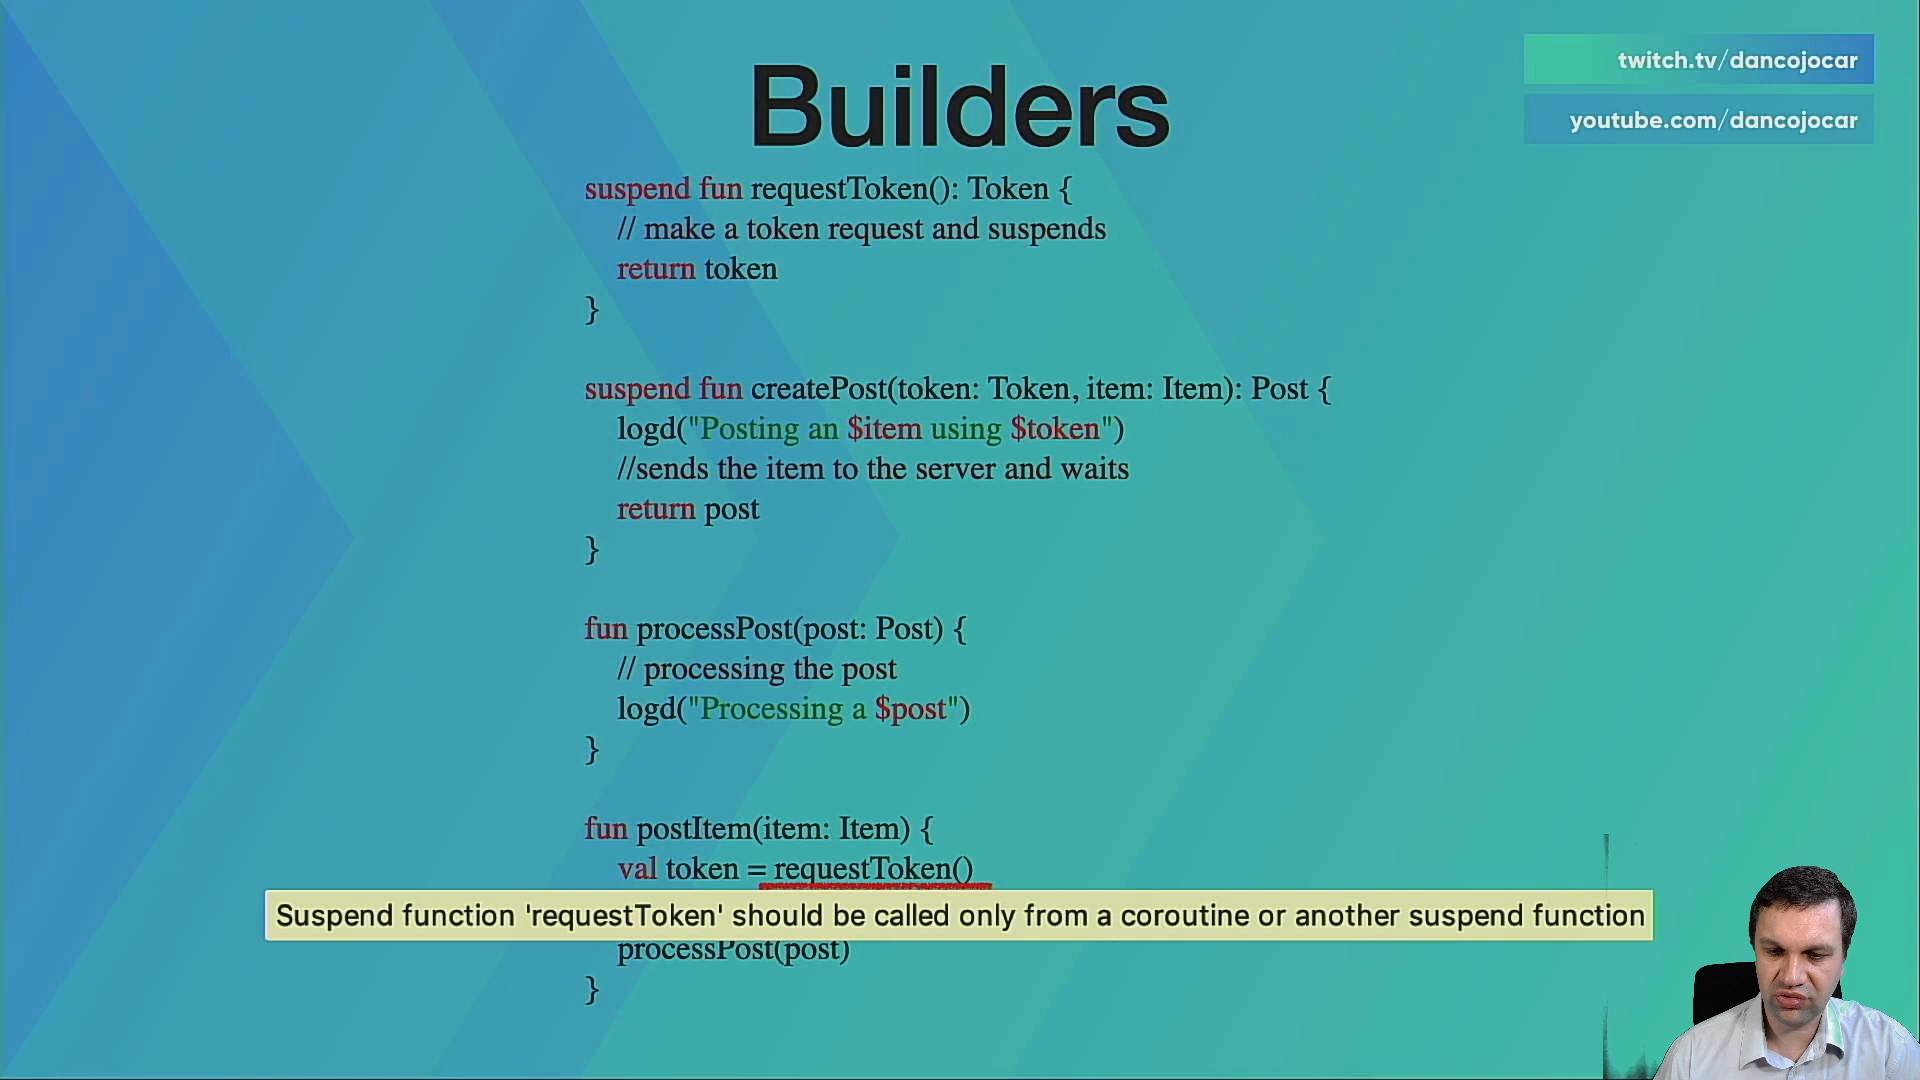 Builders
twitch.tv/dancojocar
youtube.com/dancojocar
suspend fun requestToken(): Token {
// make a token request and suspends
return token
}
suspend fun createPost(token: Token, item: Item): Post {
logd("Posting an $item using $token")
//sends the item to the server and waits
return post
}
fun processPost(post: Post) {
// processing the post
logd("Processing a $post")
}
fun postItem(item: Item) {
val token = requestToken()
Suspend function 'requestToken' should be called only from a coroutine or another suspend function
processPost(post)
}